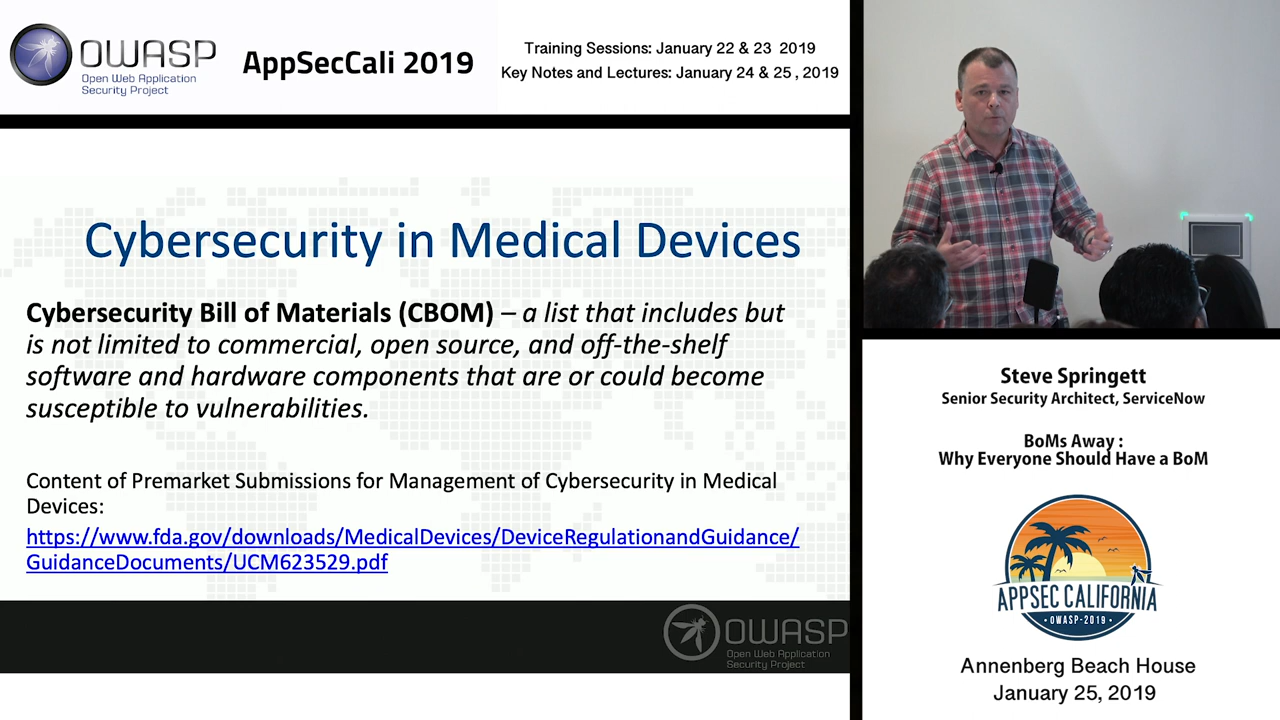 OWASP
Open Web Application
Security Project
AppSecCali 2019
Training Sessions: January 22 & 23 2019
Key Notes and Lectures: January 24 & 25 , 2019
Cybersecurity in Medical Devices
Cybersecurity Bill of Materials (CBOM) – a list that includes but
is not limited to commercial, open source, and off-the-shelf
software and hardware components that are or could become
susceptible to vulnerabilities.
Content of Premarket Submissions for Management of Cybersecurity in Medical
Devices:
https://www.fda.gov/downloads/MedicalDevices/DeviceRegulationandGuidance/
GuidanceDocuments/UCM623529.pdf
OWASP
Open Web Application
Security Project
Steve Springett
Senior Security Architect, ServiceNow
BoMs Away :
Why Everyone Should Have a BoM
APPSEC CALIFORNIA
• OWASP-2019 •
Annenberg Beach House
January 25, 2019